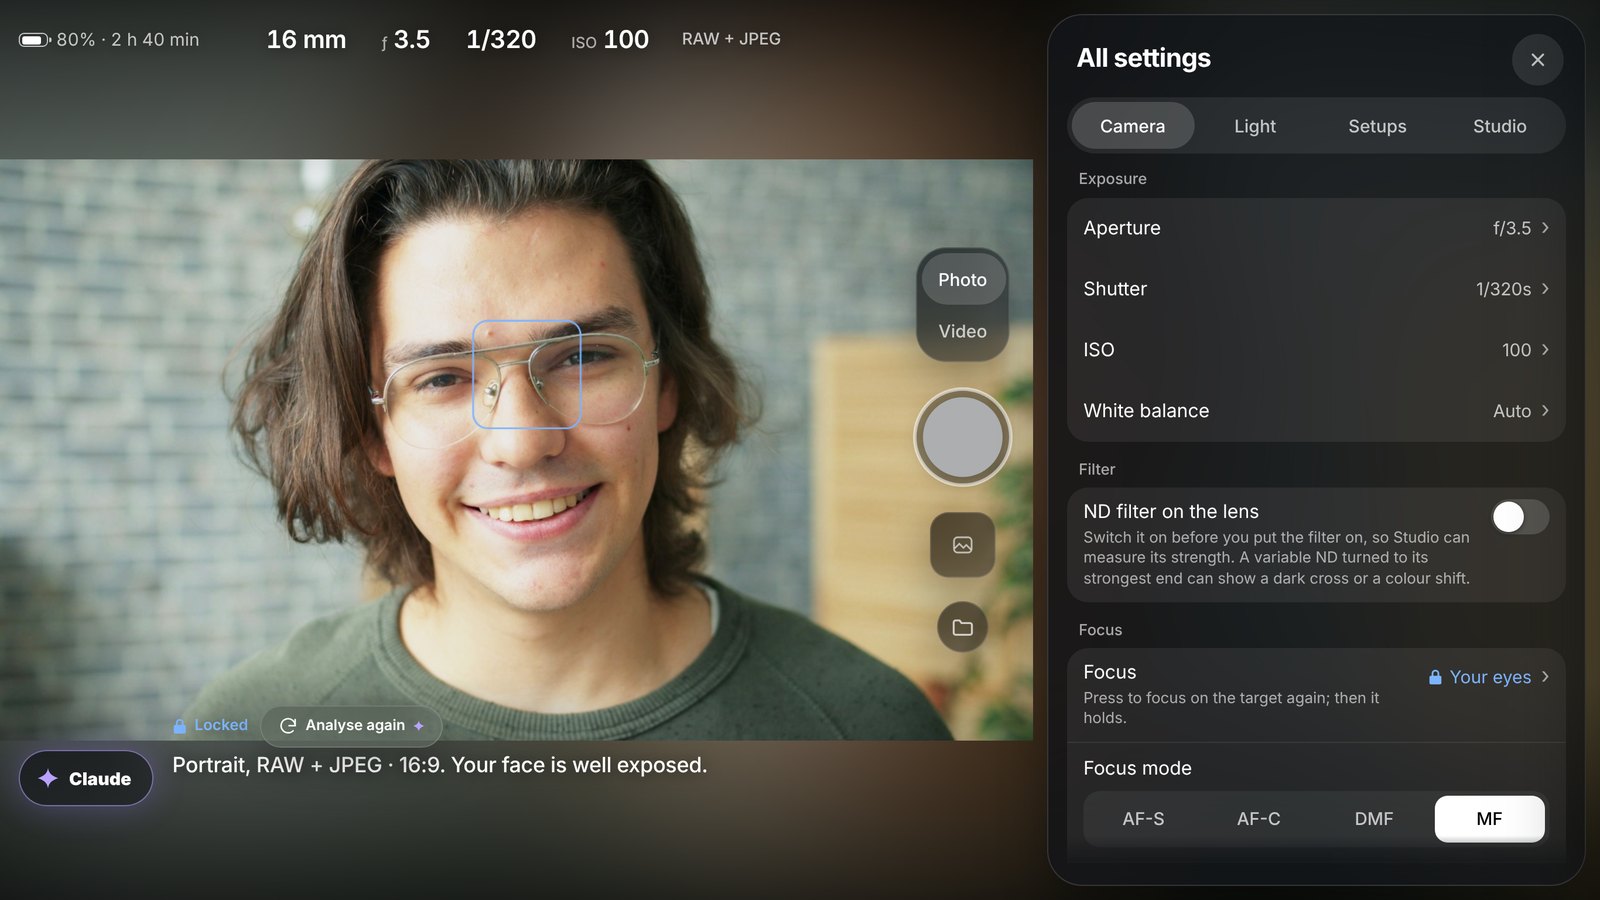 80% · 2 h 40 min
16 mm
ƒ 3.5
1/320
ISO 100
RAW + JPEG
Photo
Video
Locked
Analyse again
Claude
Portrait, RAW + JPEG · 16:9. Your face is well exposed.
All settings
Camera
Light
Setups
Studio
Exposure
Aperture
f/3.5
Shutter
1/320s
ISO
100
White balance
Auto
Filter
ND filter on the lens
Switch it on before you put the filter on, so Studio can
measure its strength. A variable ND turned to its
strongest end can show a dark cross or a colour shift.
Focus
Focus
Your eyes
Press to focus on the target again; then it
holds.
Focus mode
AF-S
AF-C
DMF
MF